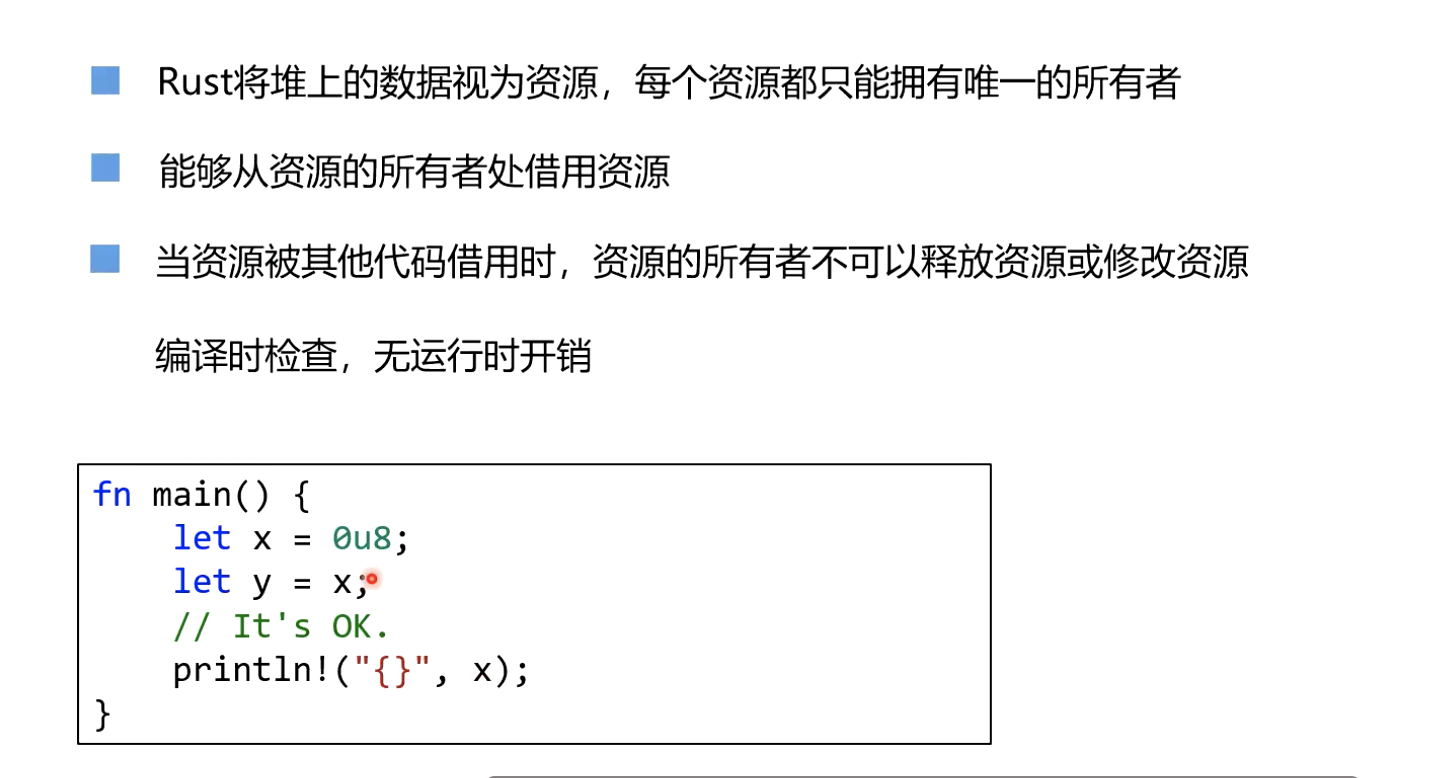 Rust将堆上的数据视为资源，每个资源都只能拥有唯一的所有者
能够从资源的所有者处借用资源
当资源被其他代码借用时，资源的所有者不可以释放资源或修改资源
编译时检查，无运行时开销
fn main() {
    let x = 0u8;
    let y = x;
    // It's OK.
    println!("{}", x);
}